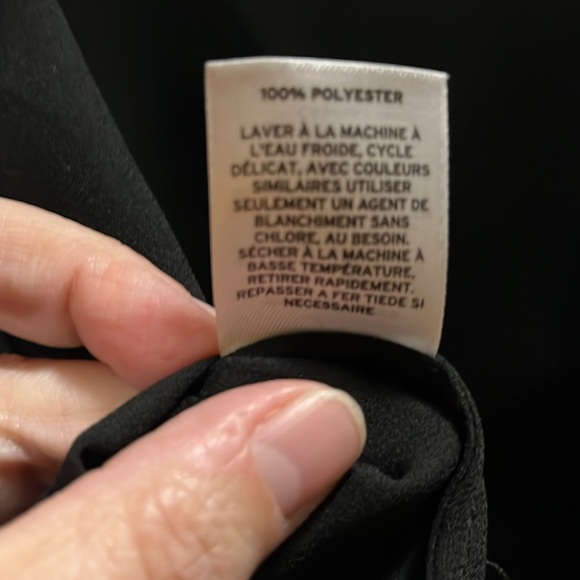 100% POLYESTER
LAVER À LA MACHINE À
L'EAU FROIDE, CYCLE
DÉLICAT, AVEC COULEURS
SIMILAIRES UTILISER
SEULEMENT UN AGENT DE
BLANCHIMENT SANS
CHLORE, AU BESOIN.
SÉCHER À LA MACHINE À
BASSE TEMPÉRATURE,
RETIRER RAPIDEMENT.
REPASSER A FER TIEDE SI
NECESSAIRE